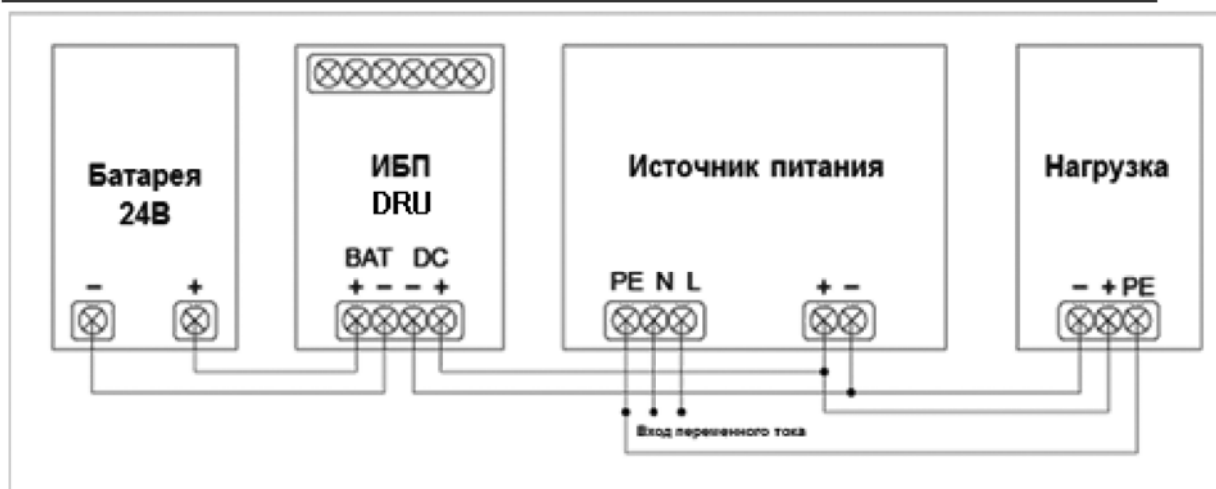 Батарея
24В
- +
ИБП
DRU
BAT DC
+ - - +
Источник питания
PE N L
+ -
Вход переменного тока
Нагрузка
- + PE